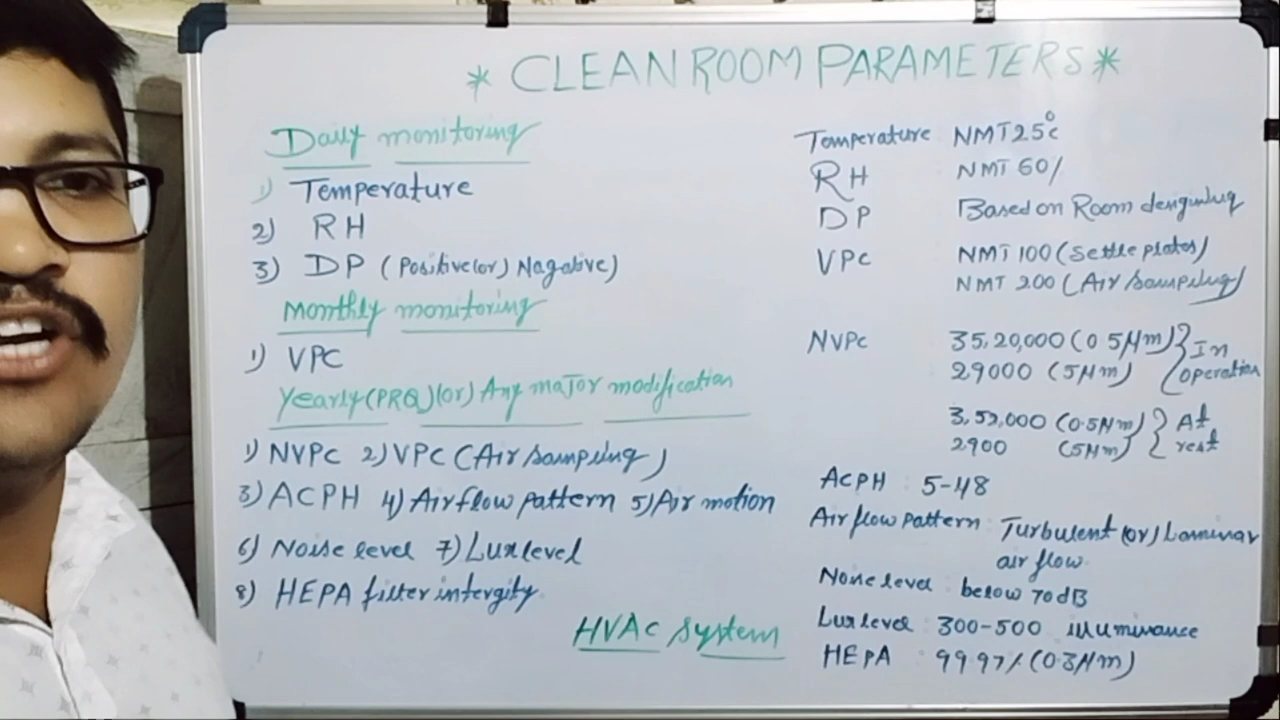 * CLEAN ROOM PARAMETERS *
Daily monitoring
1) Temperature
2) RH
3) DP (Positive (or) Nagative)
Monthly monitoring
1) VPC
Yearly (PRQ) (or) Any major modification
1) NVPC 2) VPC (Air sampling)
3) ACPH 4) Airflow pattern 5) Air motion
6) Noise level 7) Lux level
8) HEPA filter intergity
HVAC System
Temperature NMT 25°c
RH NMT 60%
DP Based on Room
VPC NMT 100 (Settle plates)
NMT 200 (Air sampling)
NVPC 35,20,000 (0.5µm) } In
29000 (5µm) operation
3,52,000 (0.5µm) } At
2900 (5µm) rest
ACPH : 5-48
Air flow pattern : Turbulent (or) Laminar
air flow
Noise level : below 70dB
Lux level : 300-500 illuminance
HEPA : 99.97% (0.3µm)